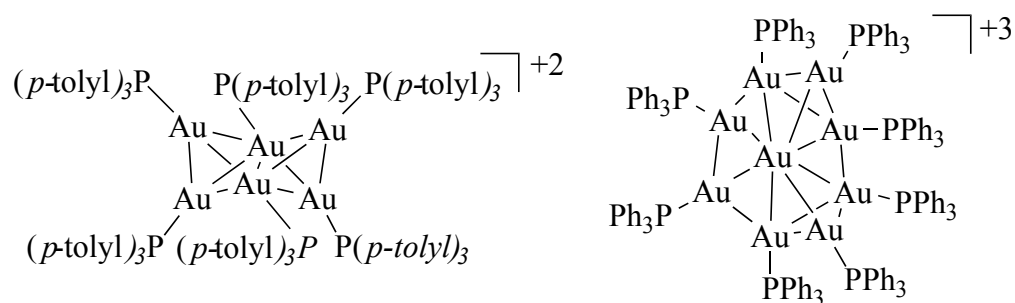 +2
(p-tolyl)₃P P(p-tolyl)₃ P(p-tolyl)₃
Au Au Au
Au Au Au
(p-tolyl)₃P (p-tolyl)₃P P(p-tolyl)₃
+3
PPh₃ PPh₃
Au Au
Ph₃P
Au Au PPh₃
Au
Au Au
Ph₃P PPh₃
Au Au
PPh₃ PPh₃